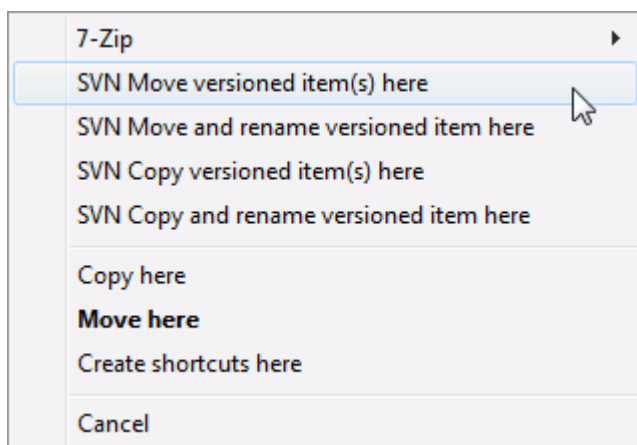 7-Zip
SVN Move versioned item(s) here
SVN Move and rename versioned item here
SVN Copy versioned item(s) here
SVN Copy and rename versioned item here
Copy here
Move here
Create shortcuts here
Cancel